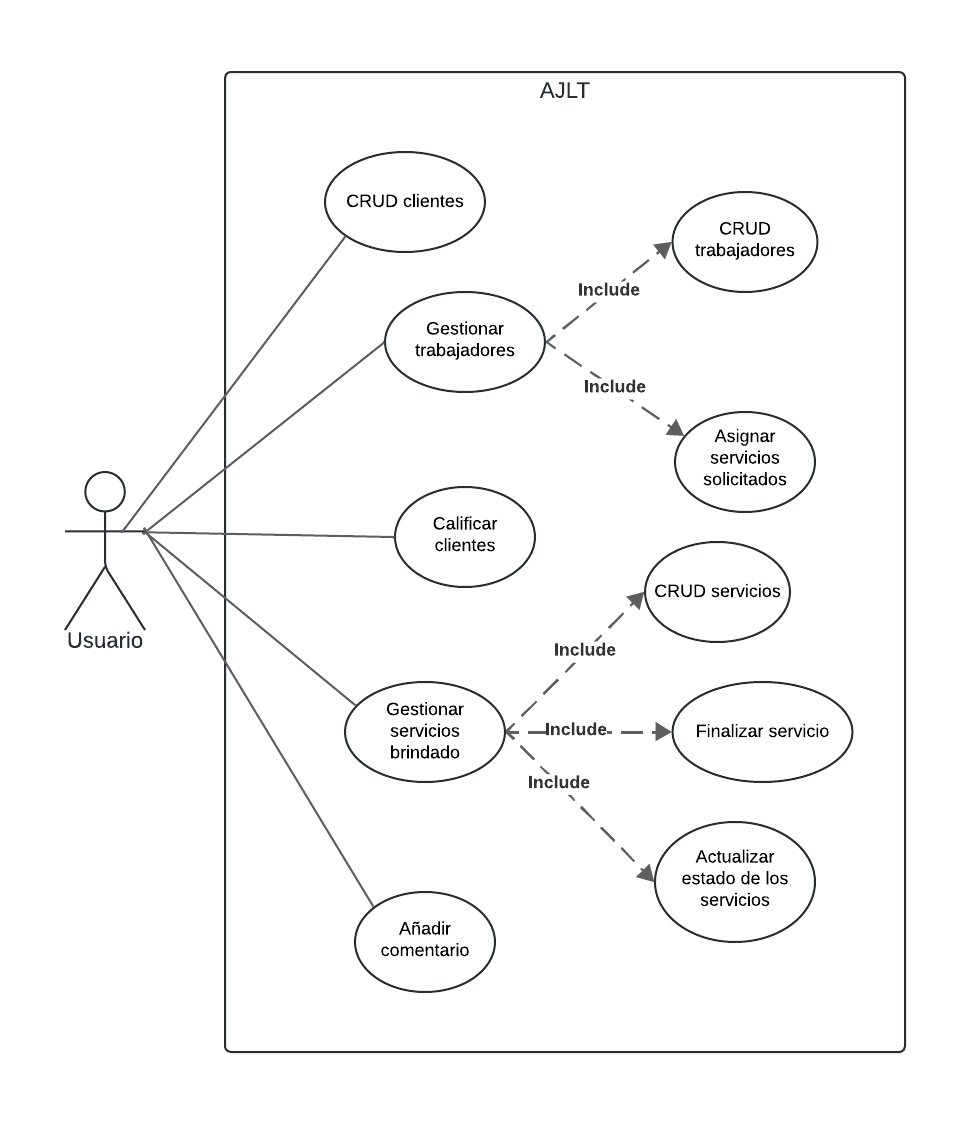 AJLT
CRUD clientes
CRUD
trabajadores
Include
Gestionar
trabajadores
Include
Asignar
servicios
solicitados
Calificar
clientes
CRUD servicios
Usuario
Include
Gestionar
servicios
brindado
Include
Finalizar servicio
Include
Actualizar
estado de los
servicios
Añadir
comentario